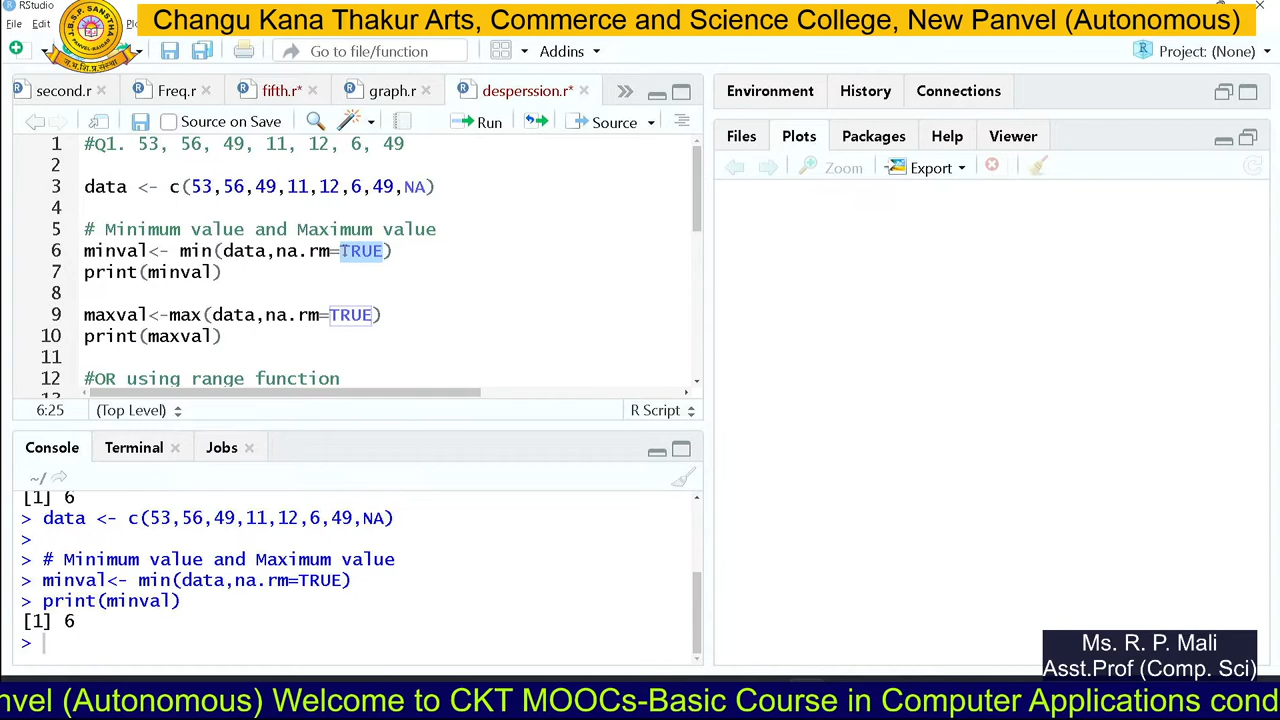 RStudio
Changu Kana Thakur Arts, Commerce and Science College, New Panvel (Autonomous)
File
Edit
Go to file/function
Addins
Project: (None)
second.r
Freq.r
fifth.r*
graph.r
desperssion.r*
Source on Save
Run
Source
1 #Q1. 53, 56, 49, 11, 12, 6, 49
2
3 data <- c(53,56,49,11,12,6,49,NA)
4
5 # Minimum value and Maximum value
6 minval<- min(data,na.rm=TRUE)
7 print(minval)
8
9 maxval<-max(data,na.rm=TRUE)
10 print(maxval)
11
12 #OR using range function
6:25
(Top Level)
R Script
Console
Terminal
Jobs
~/
[1] 6
> data <- c(53,56,49,11,12,6,49,NA)
>
> # Minimum value and Maximum value
> minval<- min(data,na.rm=TRUE)
> print(minval)
[1] 6
>
Environment
History
Connections
Files
Plots
Packages
Help
Viewer
Zoom
Export
Ms. R. P. Mali
Asst.Prof (Comp. Sci)
nvel (Autonomous) Welcome to CKT MOOCs-Basic Course in Computer Applications cond